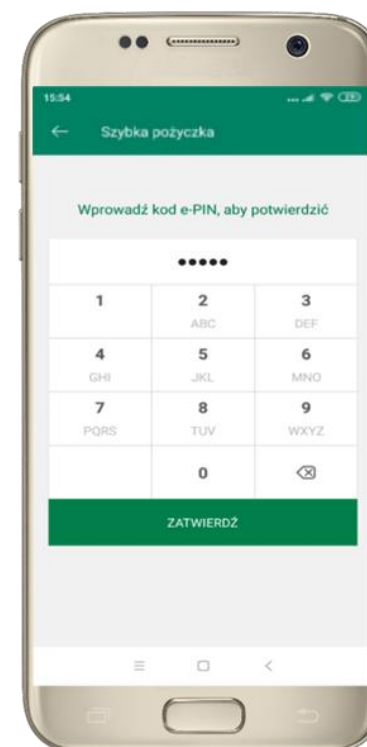 15:54
Szybka pożyczka
Wprowadź kod e-PIN, aby potwierdzić
•••••
1 2 3
ABC DEF
4 5 6
GHI JKL MNO
7 8 9
PQRS TUV WXYZ
0
ZATWIERDŹ